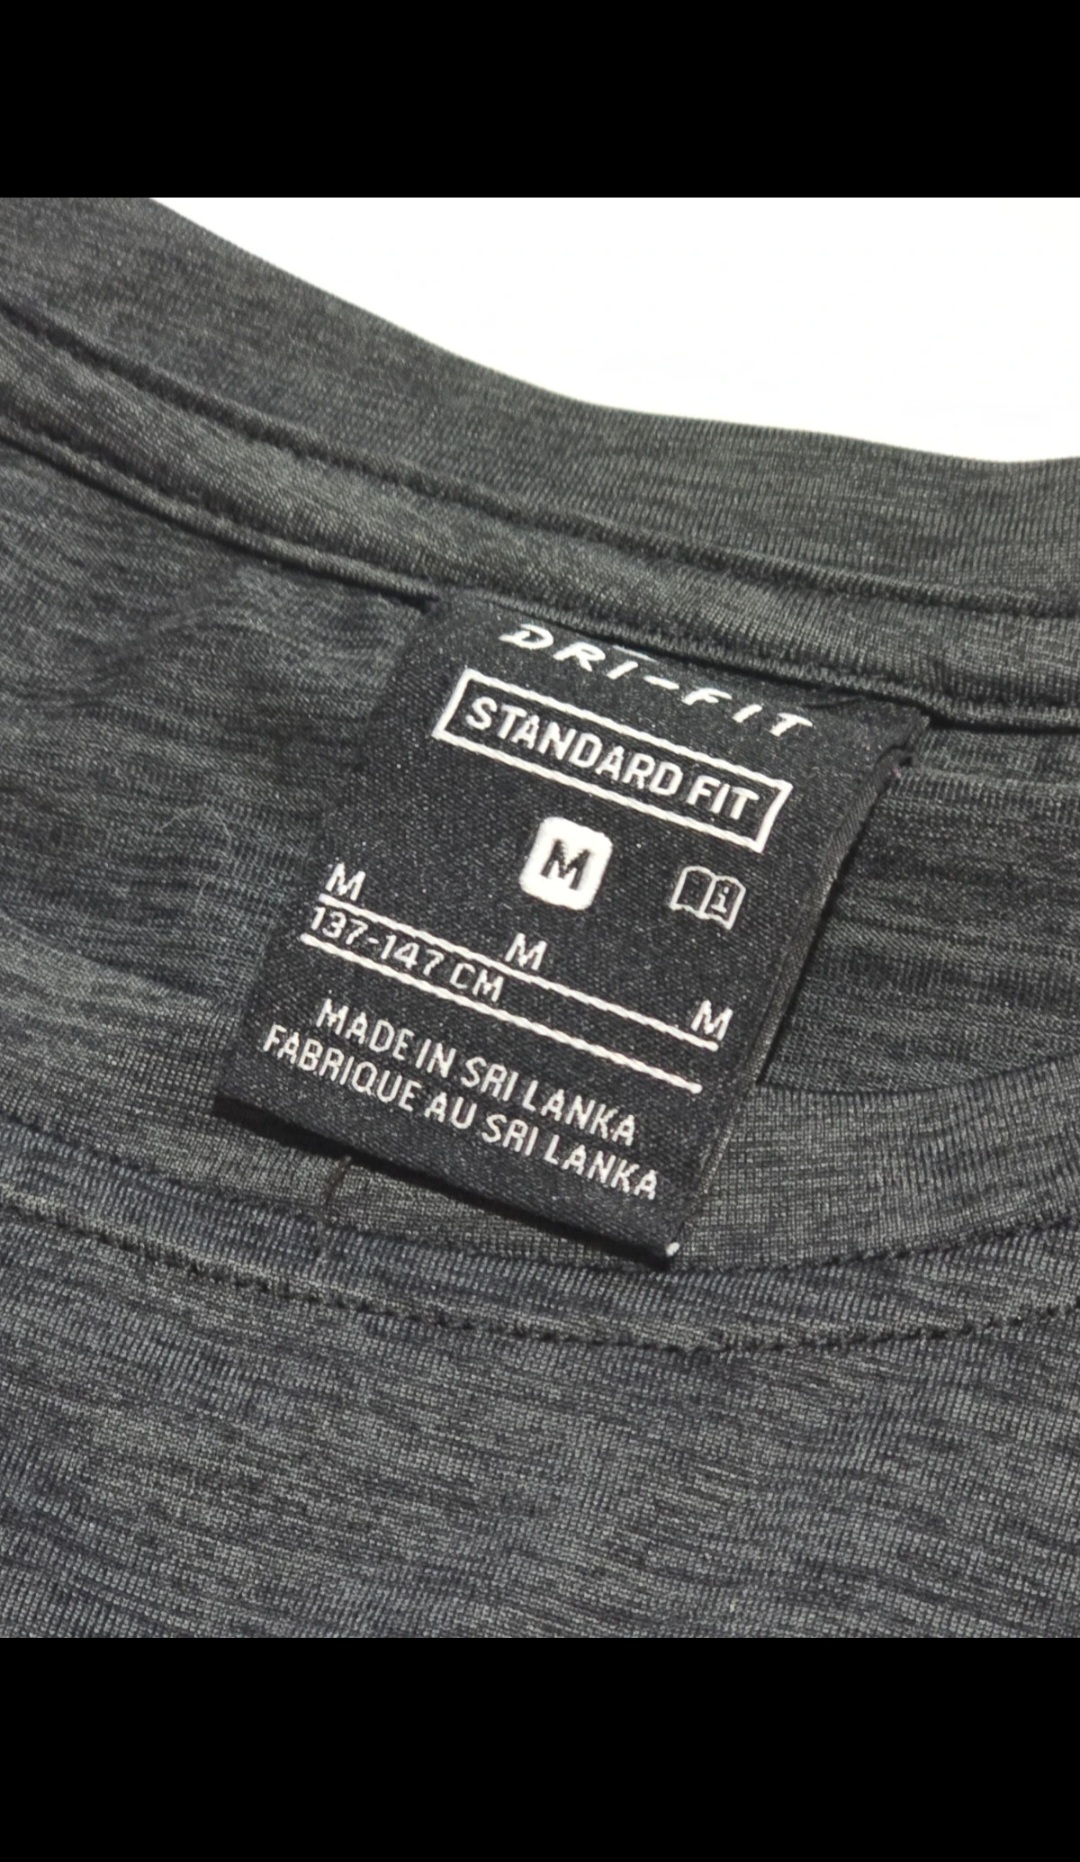 DRI-FIT
STANDARD FIT
M
M M M
137-147 CM
MADE IN SRI LANKA
FABRIQUE AU SRI LANKA